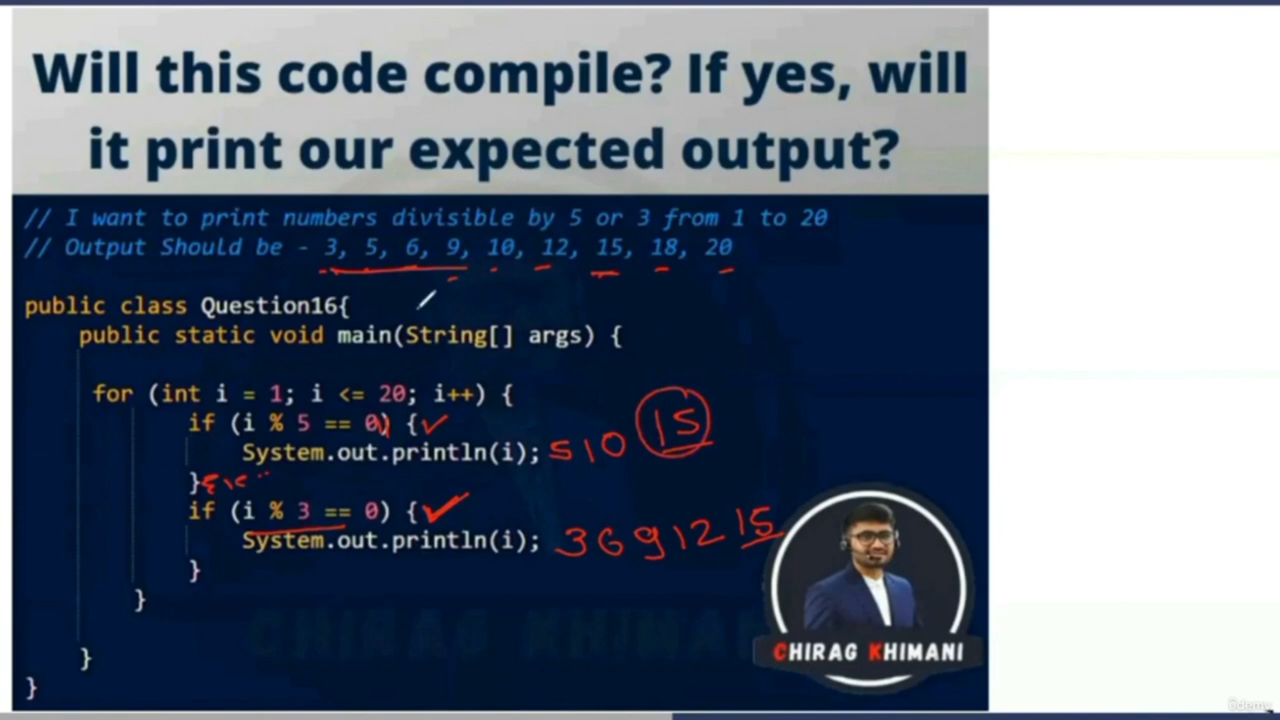 Will this code compile? If yes, will
it print our expected output?
// I want to print numbers divisible by 5 or 3 from 1 to 20
// Output Should be - 3, 5, 6, 9, 10, 12, 15, 18, 20
public class Question16{
public static void main(String[] args) {
for (int i = 1; i <= 20; i++) {
if (i % 5 == 0) {
System.out.println(i); 5 10 15
}
if (i % 3 == 0) {
System.out.println(i); 3 6 9 12 15
}
}
}
}
CHIRAG KHIMANI
CHIRAG KHIMANI
ûdemy